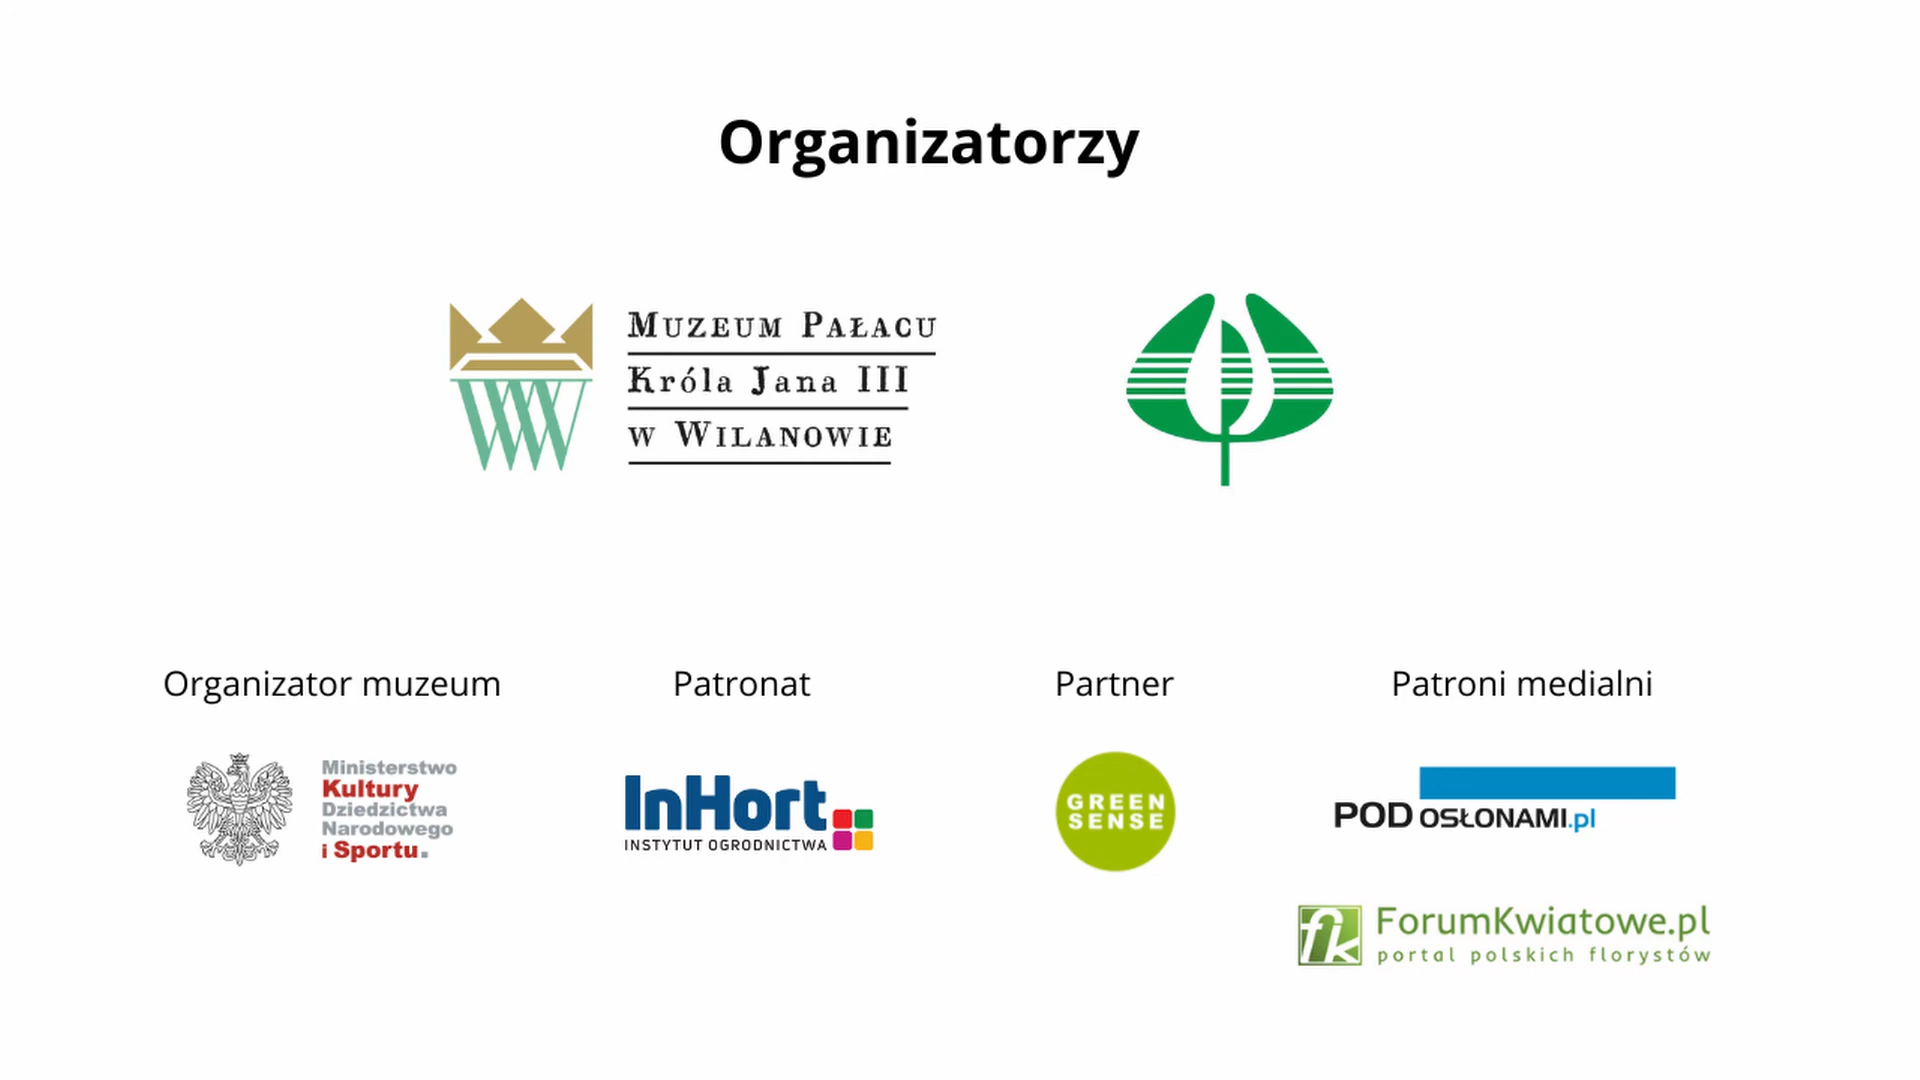 Organizatorzy
Muzeum Pałacu
Króla Jana III
w Wilanowie
Organizator muzeum
Patronat
Partner
Patroni medialni
Ministerstwo
Kultury
Dziedzictwa
Narodowego
i Sportu.
InHort
INSTYTUT OGRODNICTWA
GREEN
SENSE
POD OSŁONAMI.pl
fk ForumKwiatowe.pl
portal polskich florystów